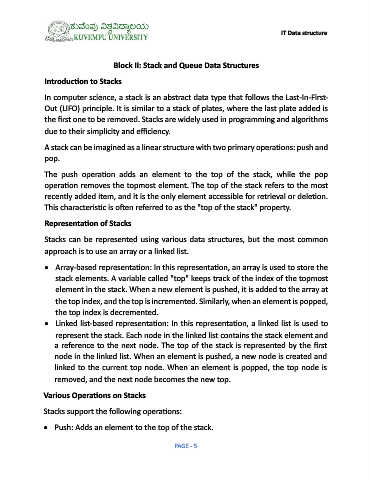 ಕುವೆಂಪು ವಿಶ್ವವಿದ್ಯಾಲಯ
KUVEMPU UNIVERSITY
IT Data structure
Block II: Stack and Queue Data Structures
Introduction to Stacks
In computer science, a stack is an abstract data type that follows the Last-In-First-
Out (LIFO) principle. It is similar to a stack of plates, where the last plate added is
the first one to be removed. Stacks are widely used in programming and algorithms
due to their simplicity and efficiency.
A stack can be imagined as a linear structure with two primary operations: push and
pop.
The push operation adds an element to the top of the stack, while the pop
operation removes the topmost element. The top of the stack refers to the most
recently added item, and it is the only element accessible for retrieval or deletion.
This characteristic is often referred to as the "top of the stack" property.
Representation of Stacks
Stacks can be represented using various data structures, but the most common
approach is to use an array or a linked list.
• Array-based representation: In this representation, an array is used to store the
stack elements. A variable called "top" keeps track of the index of the topmost
element in the stack. When a new element is pushed, it is added to the array at
the top index, and the top is incremented. Similarly, when an element is popped,
the top index is decremented.
• Linked list-based representation: In this representation, a linked list is used to
represent the stack. Each node in the linked list contains the stack element and
a reference to the next node. The top of the stack is represented by the first
node in the linked list. When an element is pushed, a new node is created and
linked to the current top node. When an element is popped, the top node is
removed, and the next node becomes the new top.
Various Operations on Stacks
Stacks support the following operations:
• Push: Adds an element to the top of the stack.
PAGE - 5